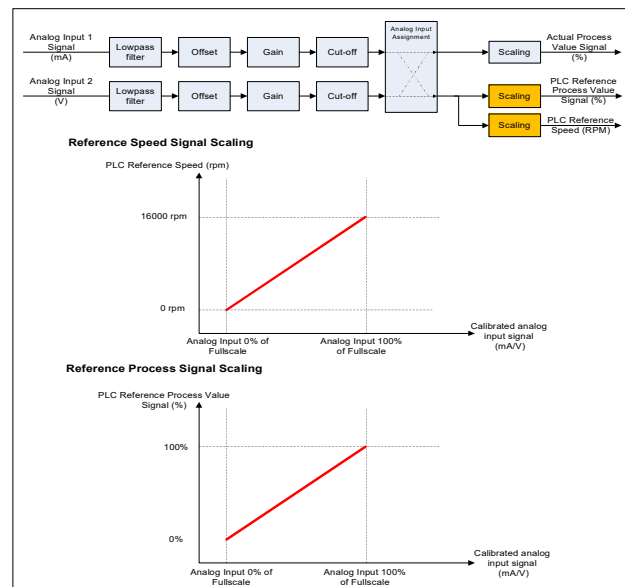 Analog Input 1
Signal
(mA)
Lowpass
filter
Offset
Gain
Cut-off
Analog Input
Assignment
Scaling
Actual Process
Value Signal
(%)
Analog Input 2
Signal
(V)
Lowpass
filter
Offset
Gain
Cut-off
Scaling
PLC Reference
Process Value
Signal (%)
Scaling
PLC Reference
Speed (RPM)
Reference Speed Signal Scaling
PLC Reference Speed (rpm)
16000 rpm
0 rpm
Analog Input 0% of
Fullscale
Analog Input 100%
of Fullscale
Calibrated analog
input signal
(mA/V)
Reference Process Signal Scaling
PLC Reference Process Value
Signal (%)
100%
0%
Analog Input 0% of
Fullscale
Analog Input 100%
of Fullscale
Calibrated analog
input signal
(mA/V)